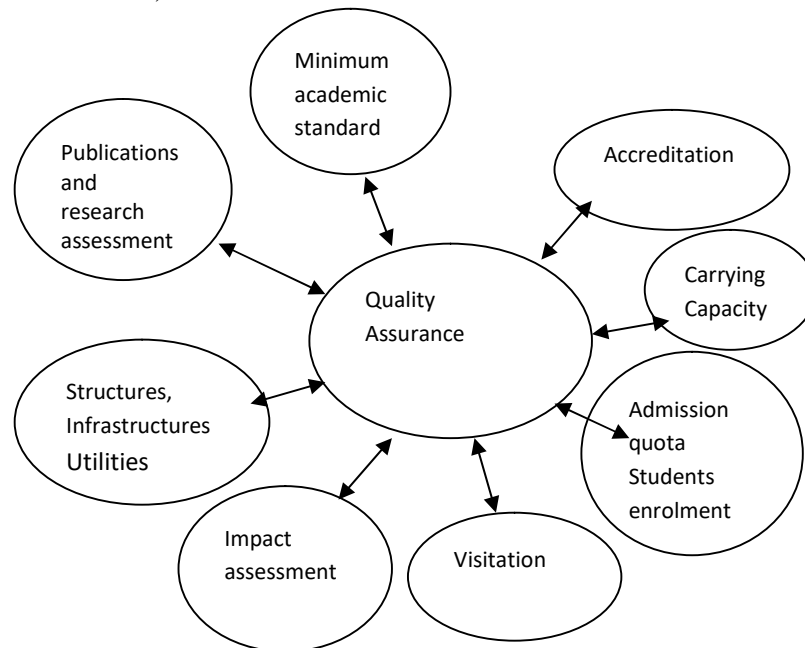 Minimum
academic
standard
Publications
and
research
assessment
Accreditation
Quality
Assurance
Carrying
Capacity
Structures,
Infrastructures
Utilities
Admission
quota
Students
enrolment
Impact
assessment
Visitation